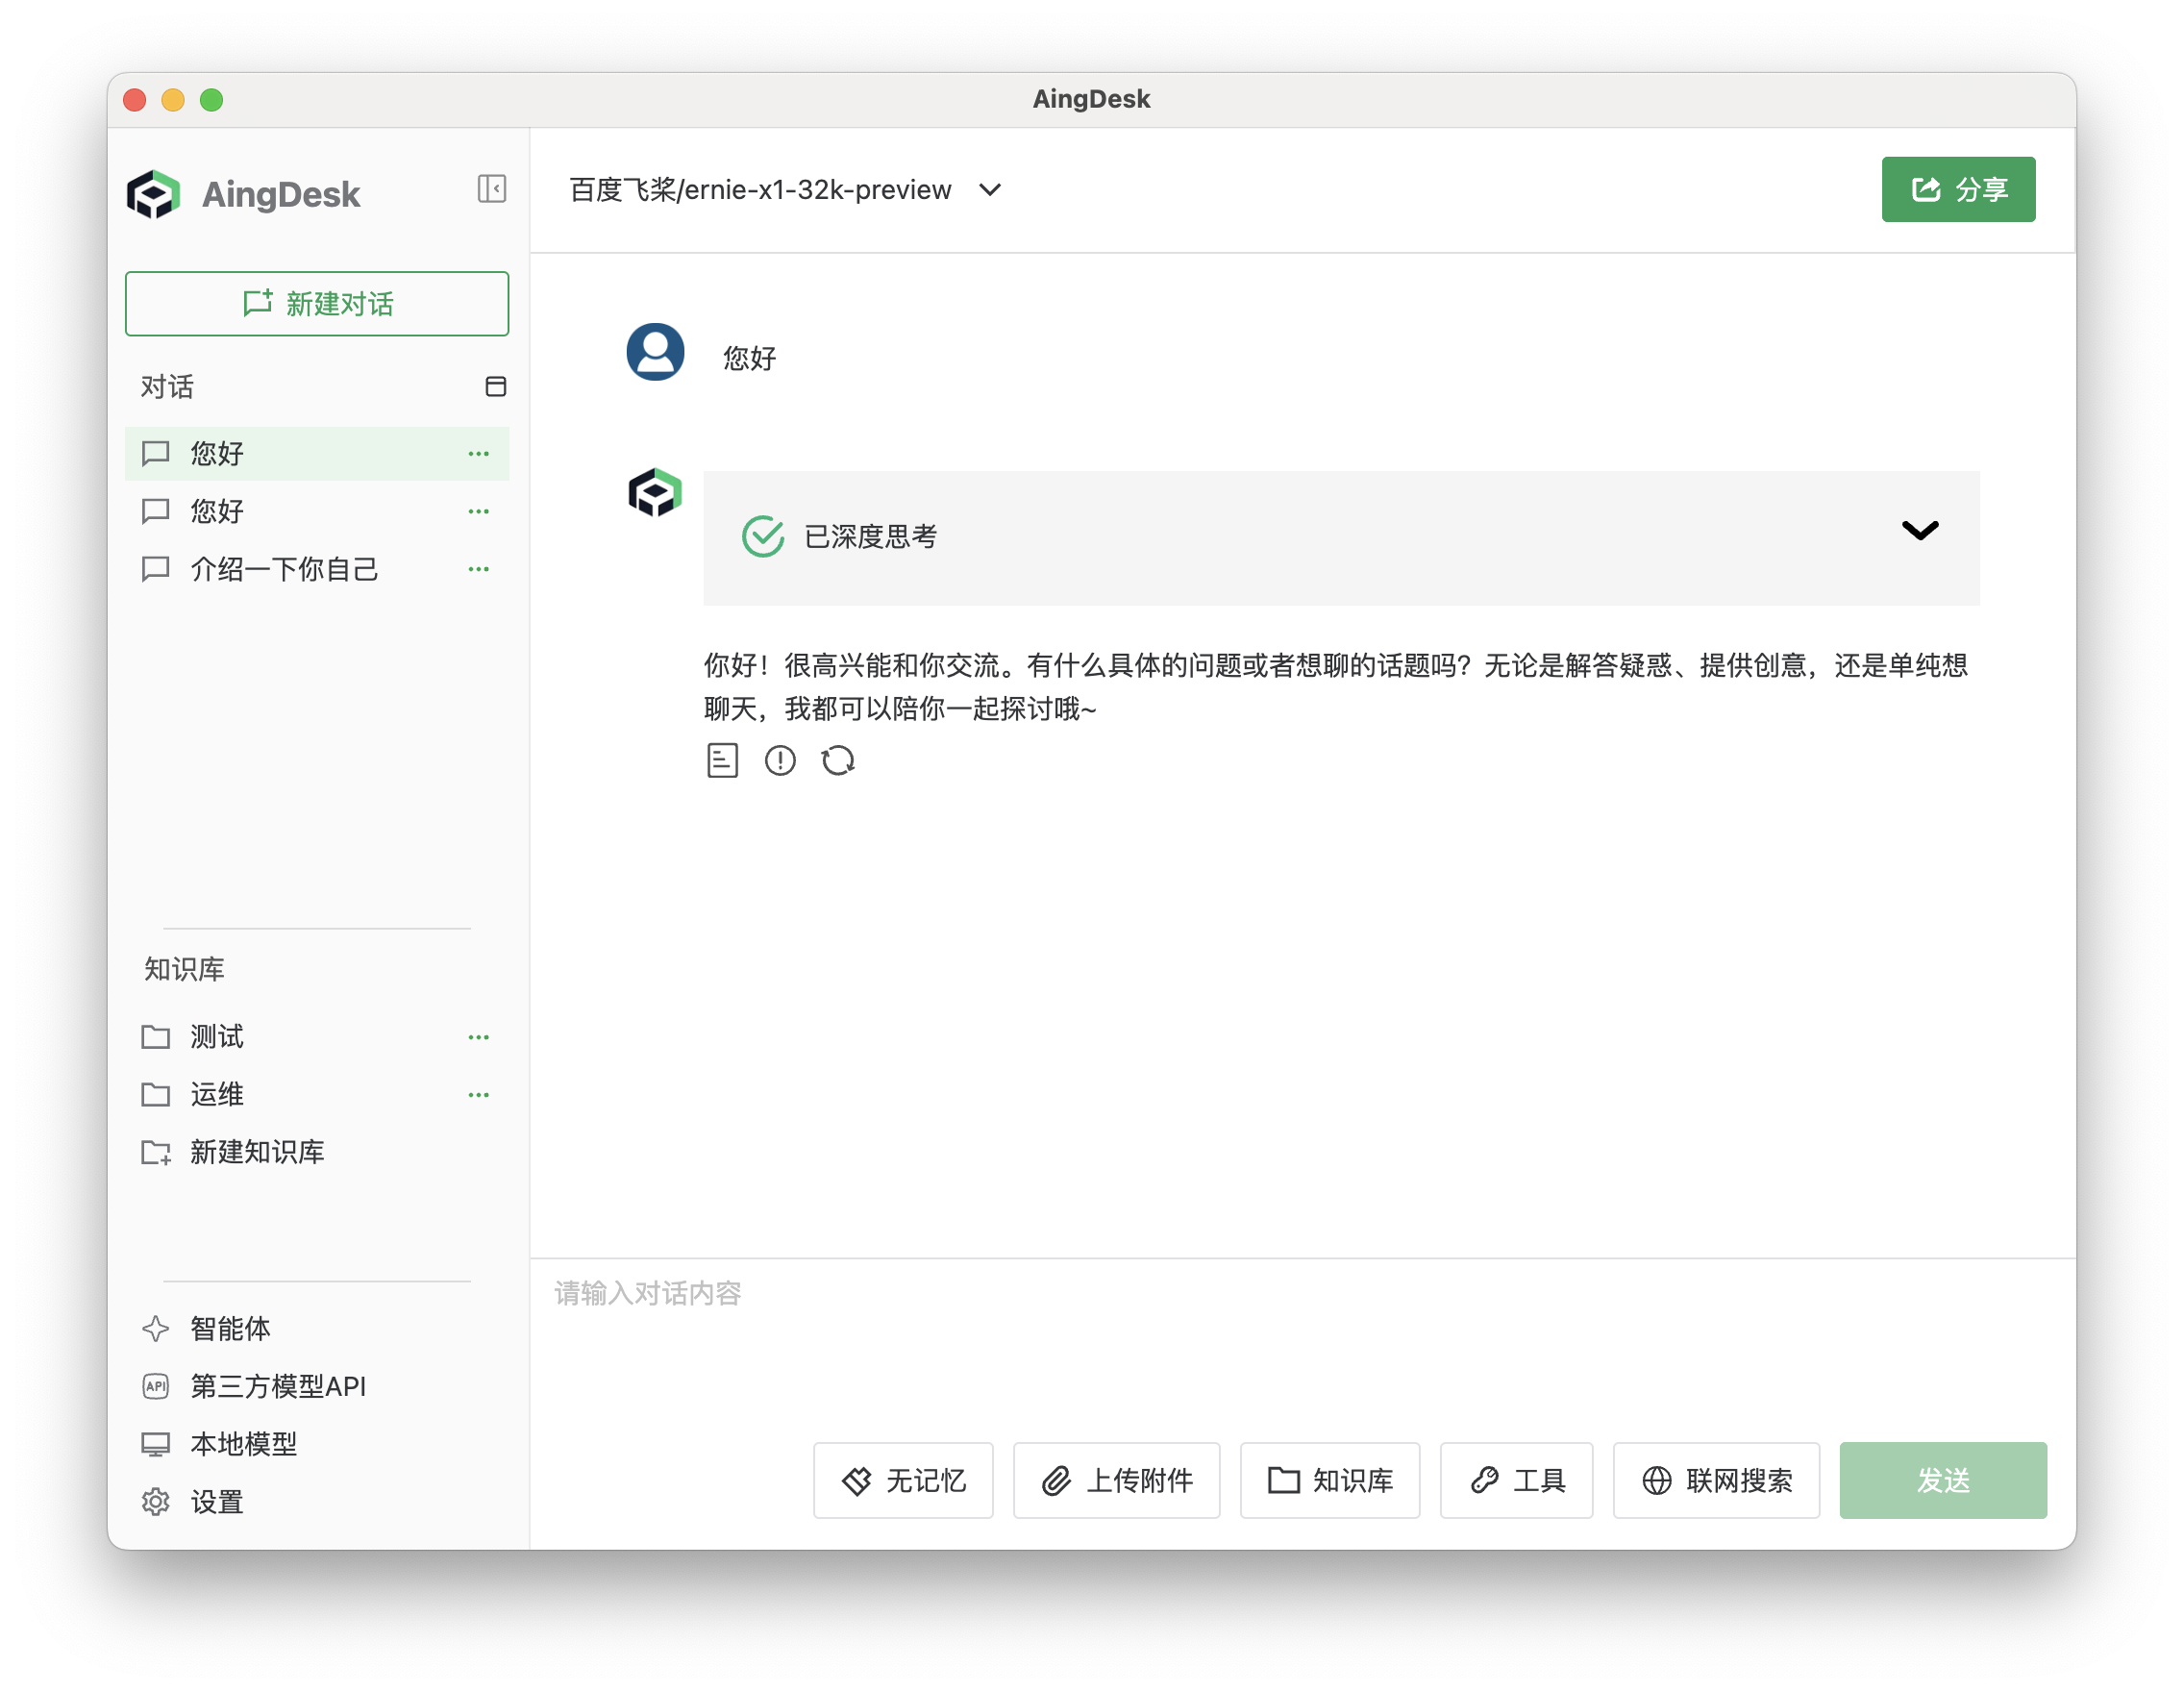 AingDesk
AingDesk
百度飞桨/ernie-x1-32k-preview
分享
新建对话
对话
您好
您好
介绍一下你自己
知识库
测试
运维
新建知识库
智能体
API
第三方模型API
本地模型
设置
您好
已深度思考
你好！很高兴能和你交流。有什么具体的问题或者想聊的话题吗？无论是解答疑惑、提供创意，还是单纯想
聊天，我都可以陪你一起探讨哦~
请输入对话内容
无记忆
上传附件
知识库
工具
联网搜索
发送